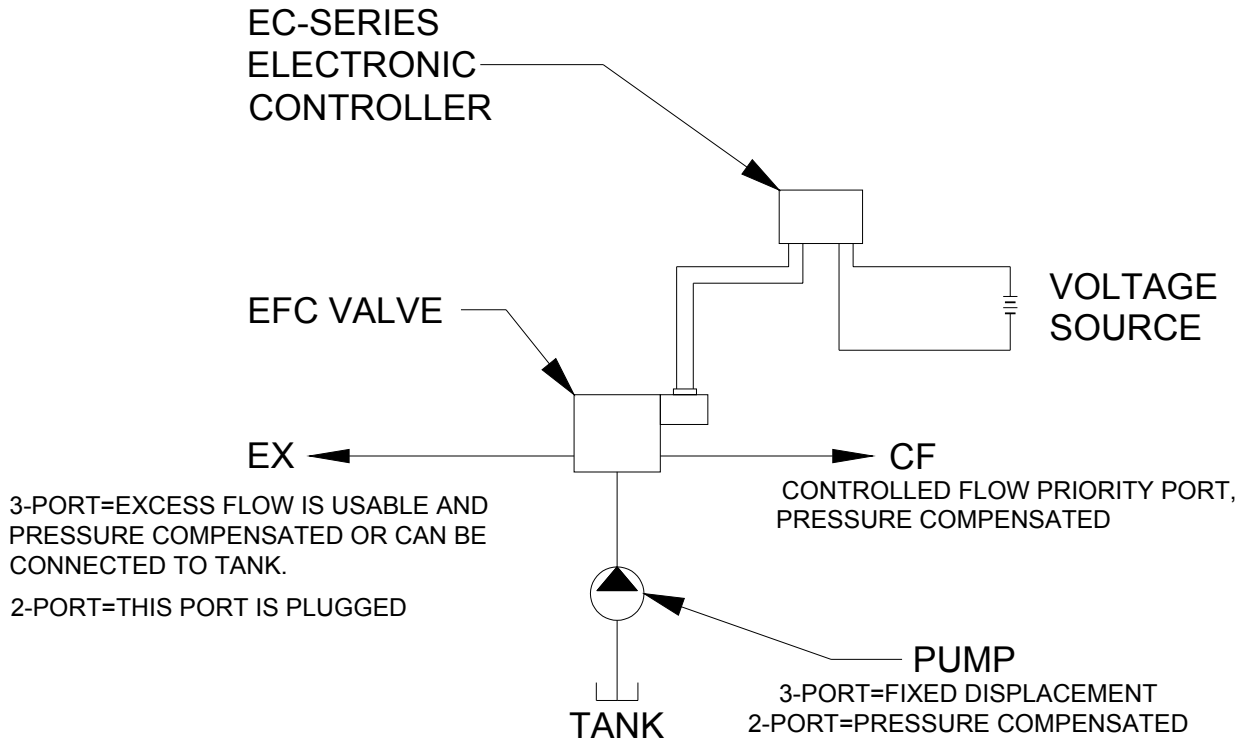 EC-SERIES
ELECTRONIC
CONTROLLER
VOLTAGE
SOURCE
EFC VALVE
EX
3-PORT=EXCESS FLOW IS USABLE AND
PRESSURE COMPENSATED OR CAN BE
CONNECTED TO TANK.
2-PORT=THIS PORT IS PLUGGED
CF
CONTROLLED FLOW PRIORITY PORT,
PRESSURE COMPENSATED
PUMP
3-PORT=FIXED DISPLACEMENT
2-PORT=PRESSURE COMPENSATED
TANK